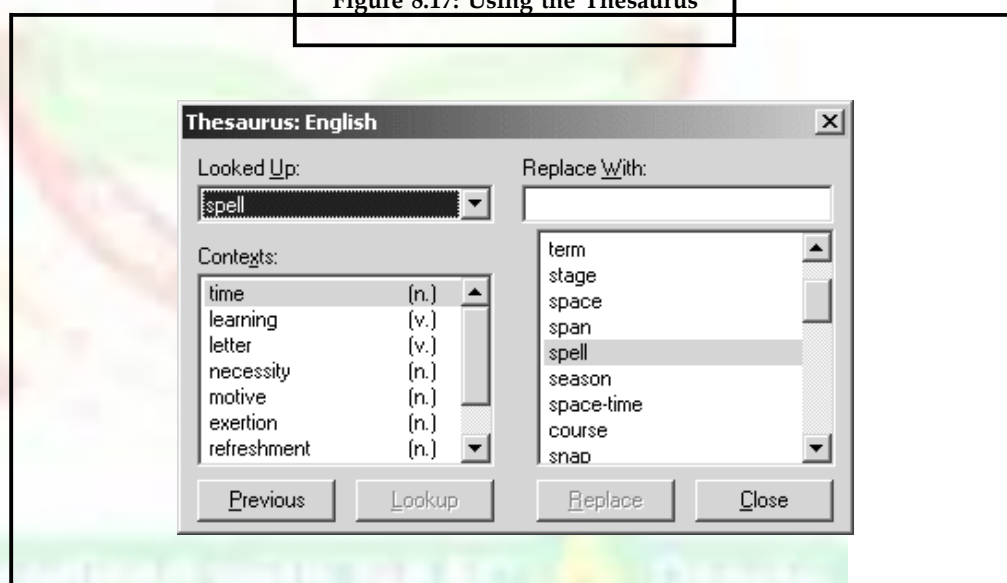 Figure 8.17: Using the Thesaurus
Thesaurus: English
Looked Up:
spell
Contexts:
time (n.)
learning (v.)
letter (v.)
necessity (n.)
motive (n.)
exertion (n.)
refreshment (n.)
Replace With:
term
stage
space
span
spell
season
space-time
course
snap
Previous
Lookup
Replace
Close